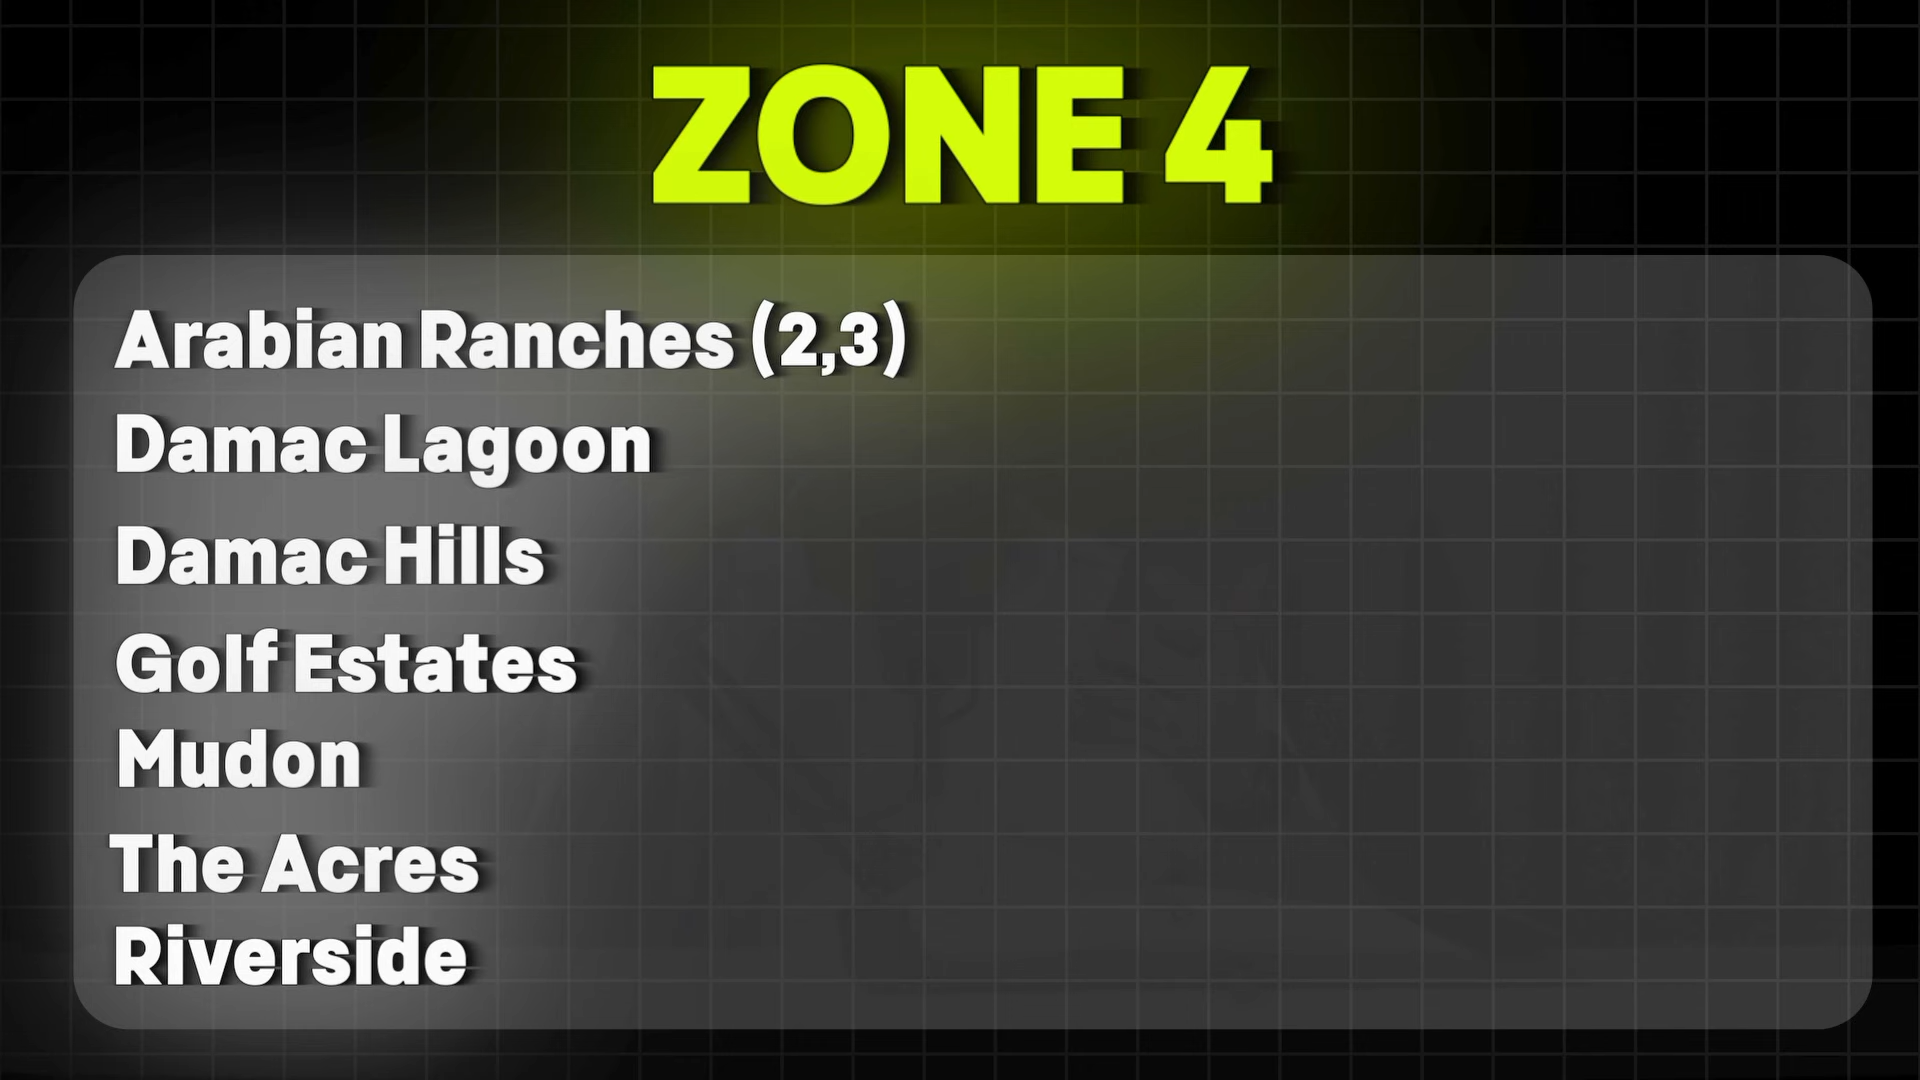 ZONE 4
Arabian Ranches (2,3)
Damac Lagoon
Damac Hills
Golf Estates
Mudon
The Acres
Riverside